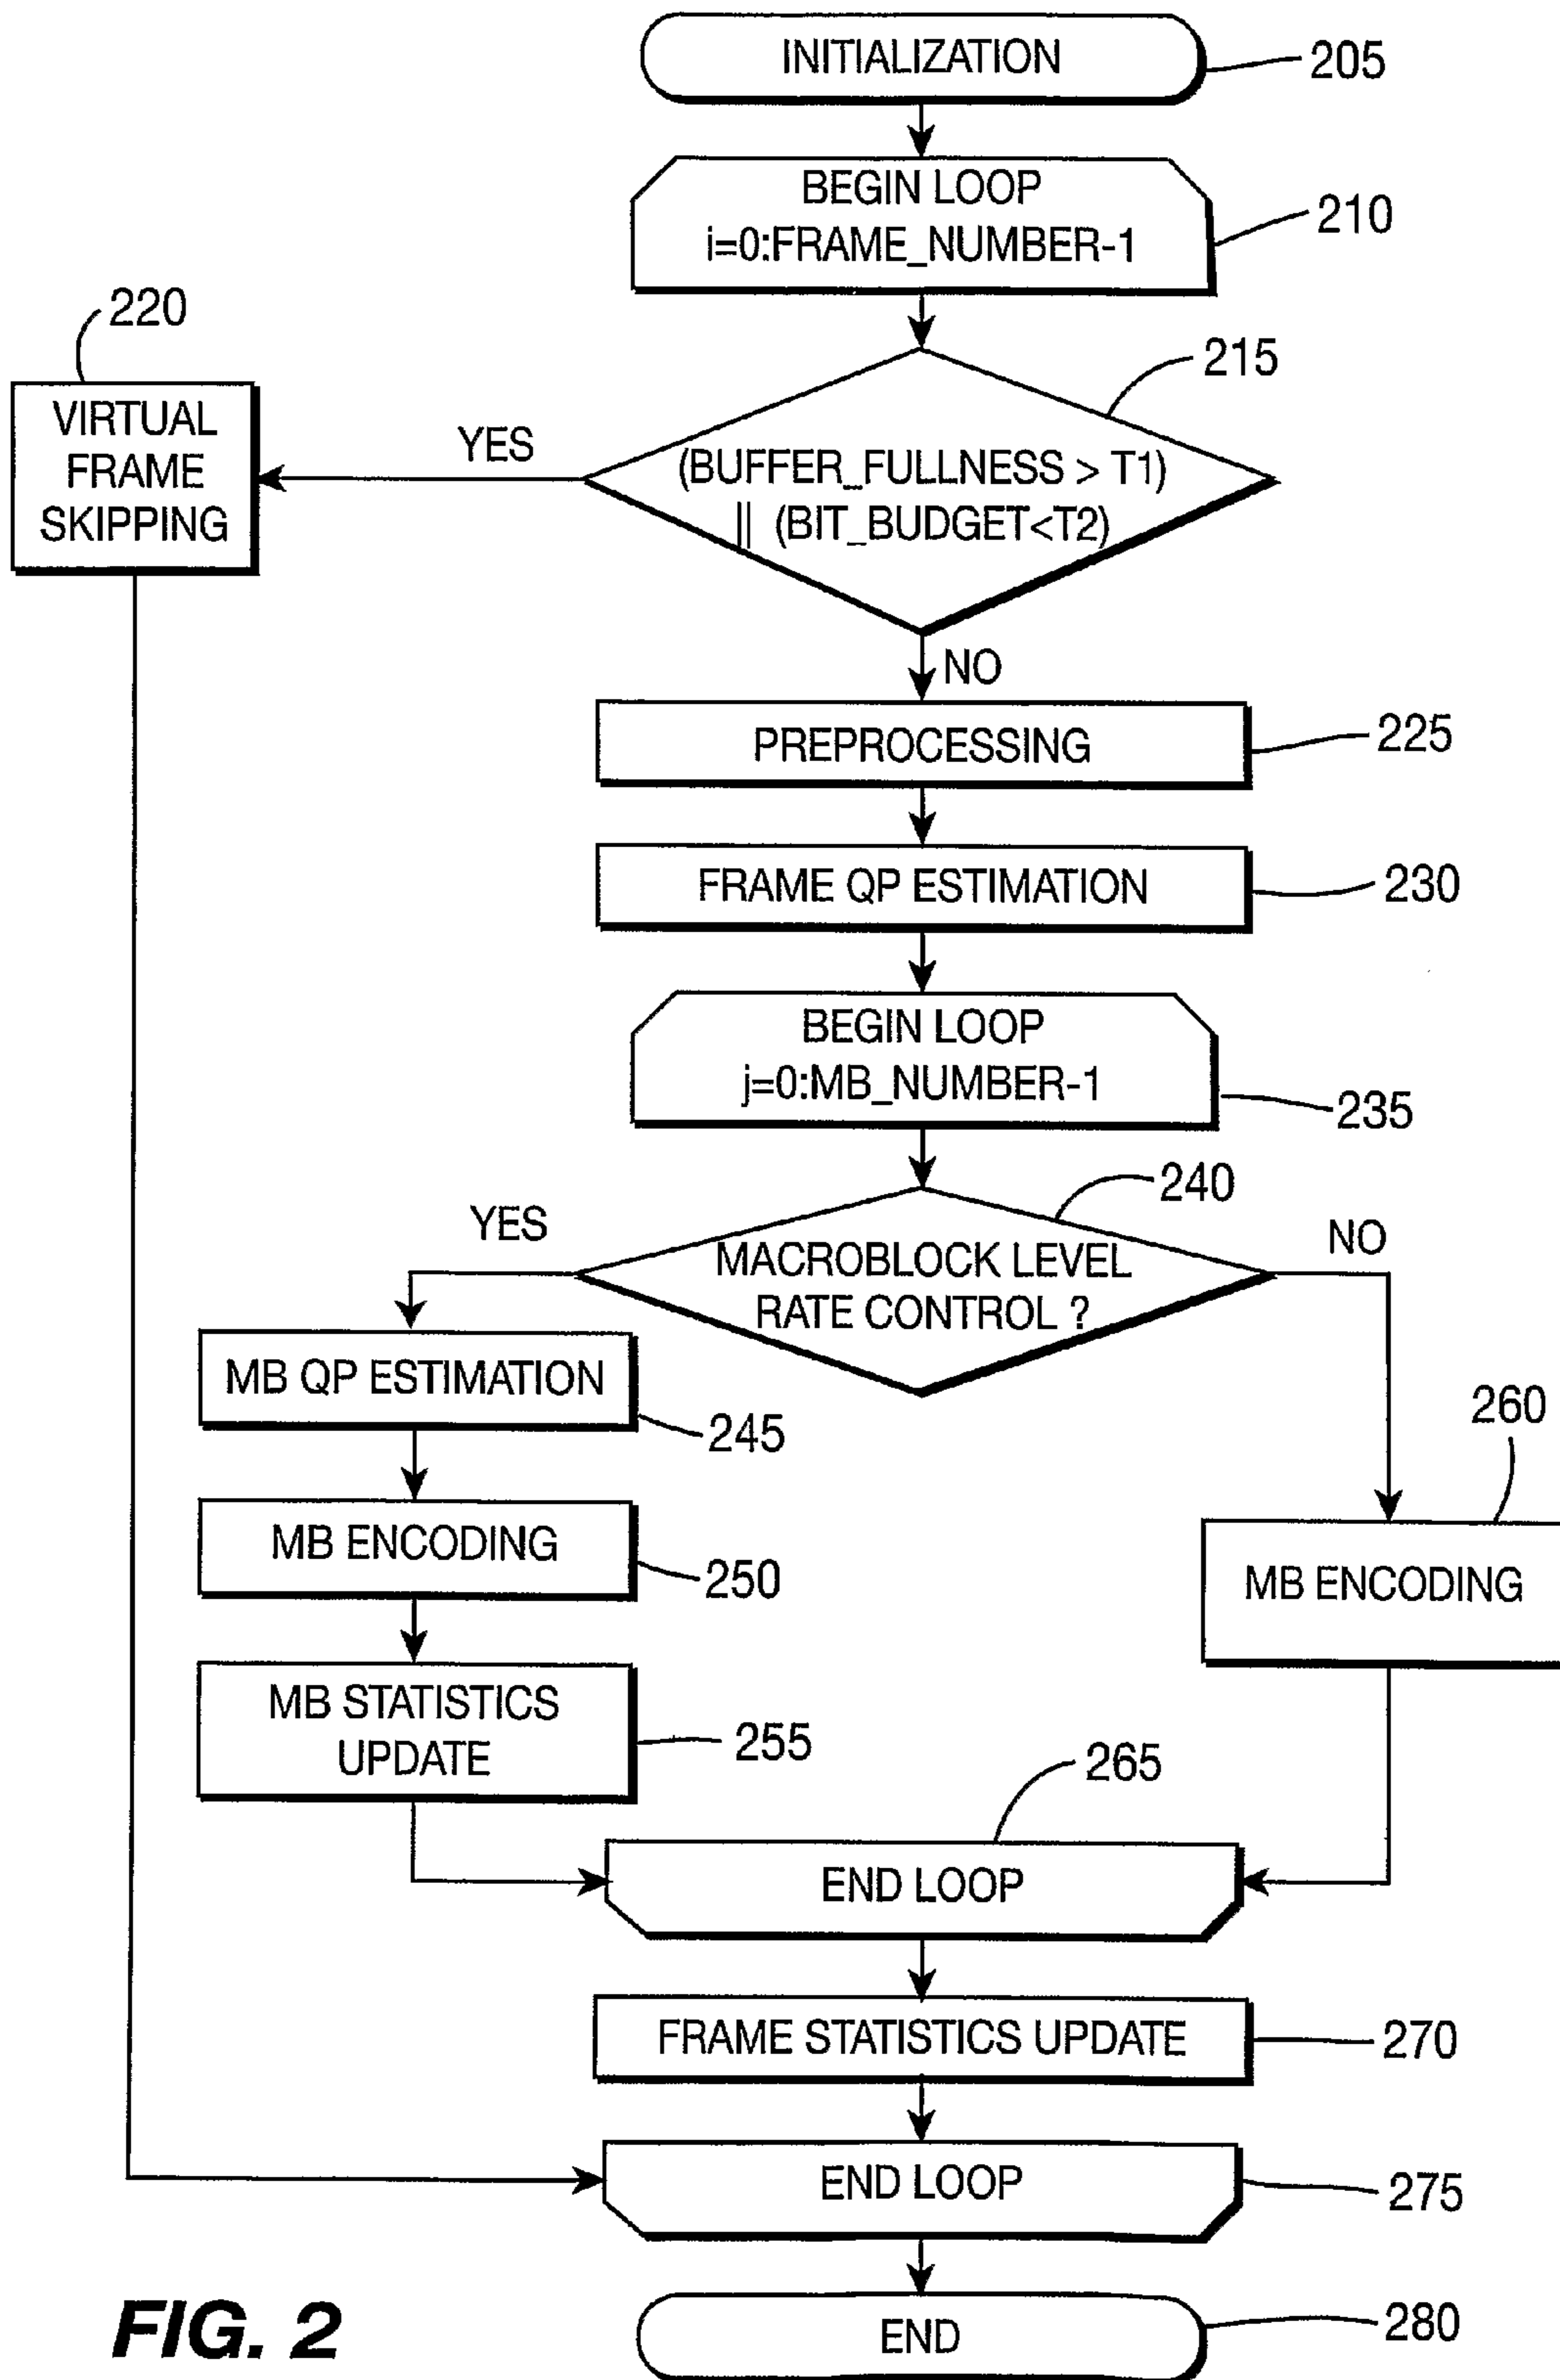 INITIALIZATION
205
BEGIN LOOP
i=0:FRAME_NUMBER-1
210
220
VIRTUAL
FRAME
SKIPPING
YES
215
(BUFFER_FULLNESS > T1)
|| (BIT_BUDGET<T2)
NO
PREPROCESSING
225
FRAME QP ESTIMATION
230
BEGIN LOOP
j=0:MB_NUMBER-1
235
240
YES
MACROBLOCK LEVEL
RATE CONTROL ?
NO
MB QP ESTIMATION
245
260
MB ENCODING
250
MB ENCODING
MB STATISTICS
UPDATE
255
265
END LOOP
FRAME STATISTICS UPDATE
270
END LOOP
275
END
280
FIG. 2